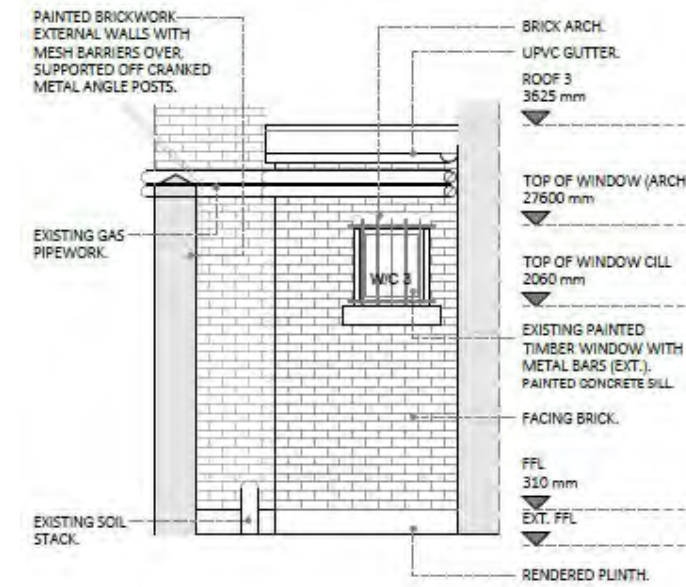 PAINTED BRICKWORK
EXTERNAL WALLS WITH
MESH BARRIERS OVER,
SUPPORTED OFF CRANKED
METAL ANGLE POSTS.
EXISTING GAS
PIPEWORK.
EXISTING SOIL
STACK.
W/C 3
BRICK ARCH.
UPVC GUTTER.
ROOF 3
3625 mm
TOP OF WINDOW (ARCH
27600 mm
TOP OF WINDOW CILL
2060 mm
EXISTING PAINTED
TIMBER WINDOW WITH
METAL BARS (EXT.).
PAINTED CONCRETE SILL
FACING BRICK.
FFL
310 mm
EXT. FFL
RENDERED PLINTH.